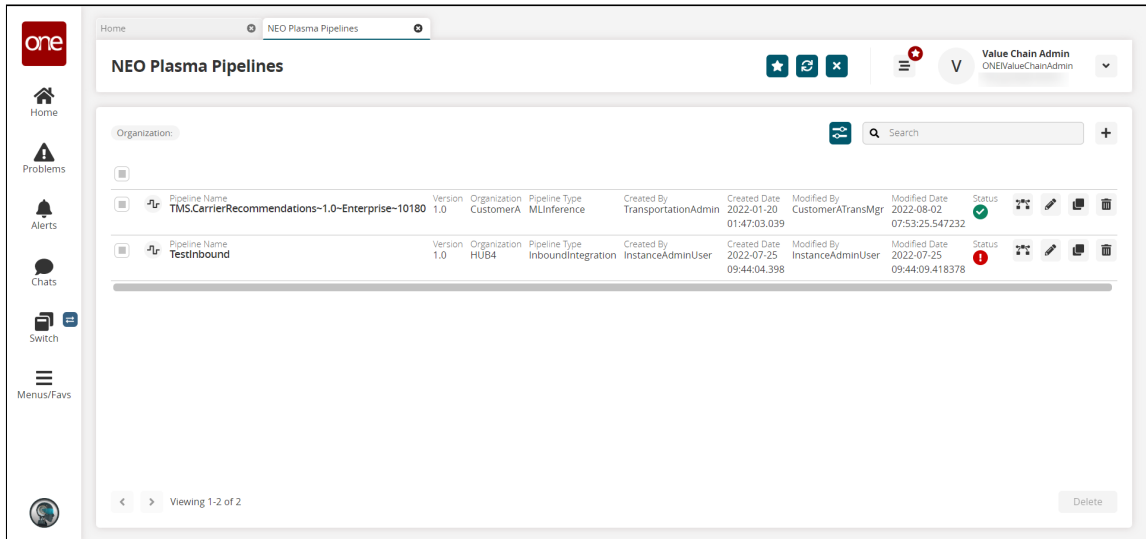 one
Home
NEO Plasma Pipelines
NEO Plasma Pipelines
V
Value Chain Admin
ONEIValueChainAdmin
Home
Problems
Alerts
Chats
Switch
Menus/Favs
Organization:
Search
Pipeline Name Version Organization Pipeline Type Created By Created Date Modified By Modified Date Status
TMS.CarrierRecommendations~1.0~Enterprise~10180 1.0 CustomerA MLInference TransportationAdmin 2022-01-20 CustomerATransMgr 2022-08-02
01:47:03.039 07:53:25.547232
Pipeline Name Version Organization Pipeline Type Created By Created Date Modified By Modified Date Status
TestInbound 1.0 HUB4 InboundIntegration InstanceAdminUser 2022-07-25 InstanceAdminUser 2022-07-25
09:44:04.398 09:44:09.418378
Viewing 1-2 of 2
Delete